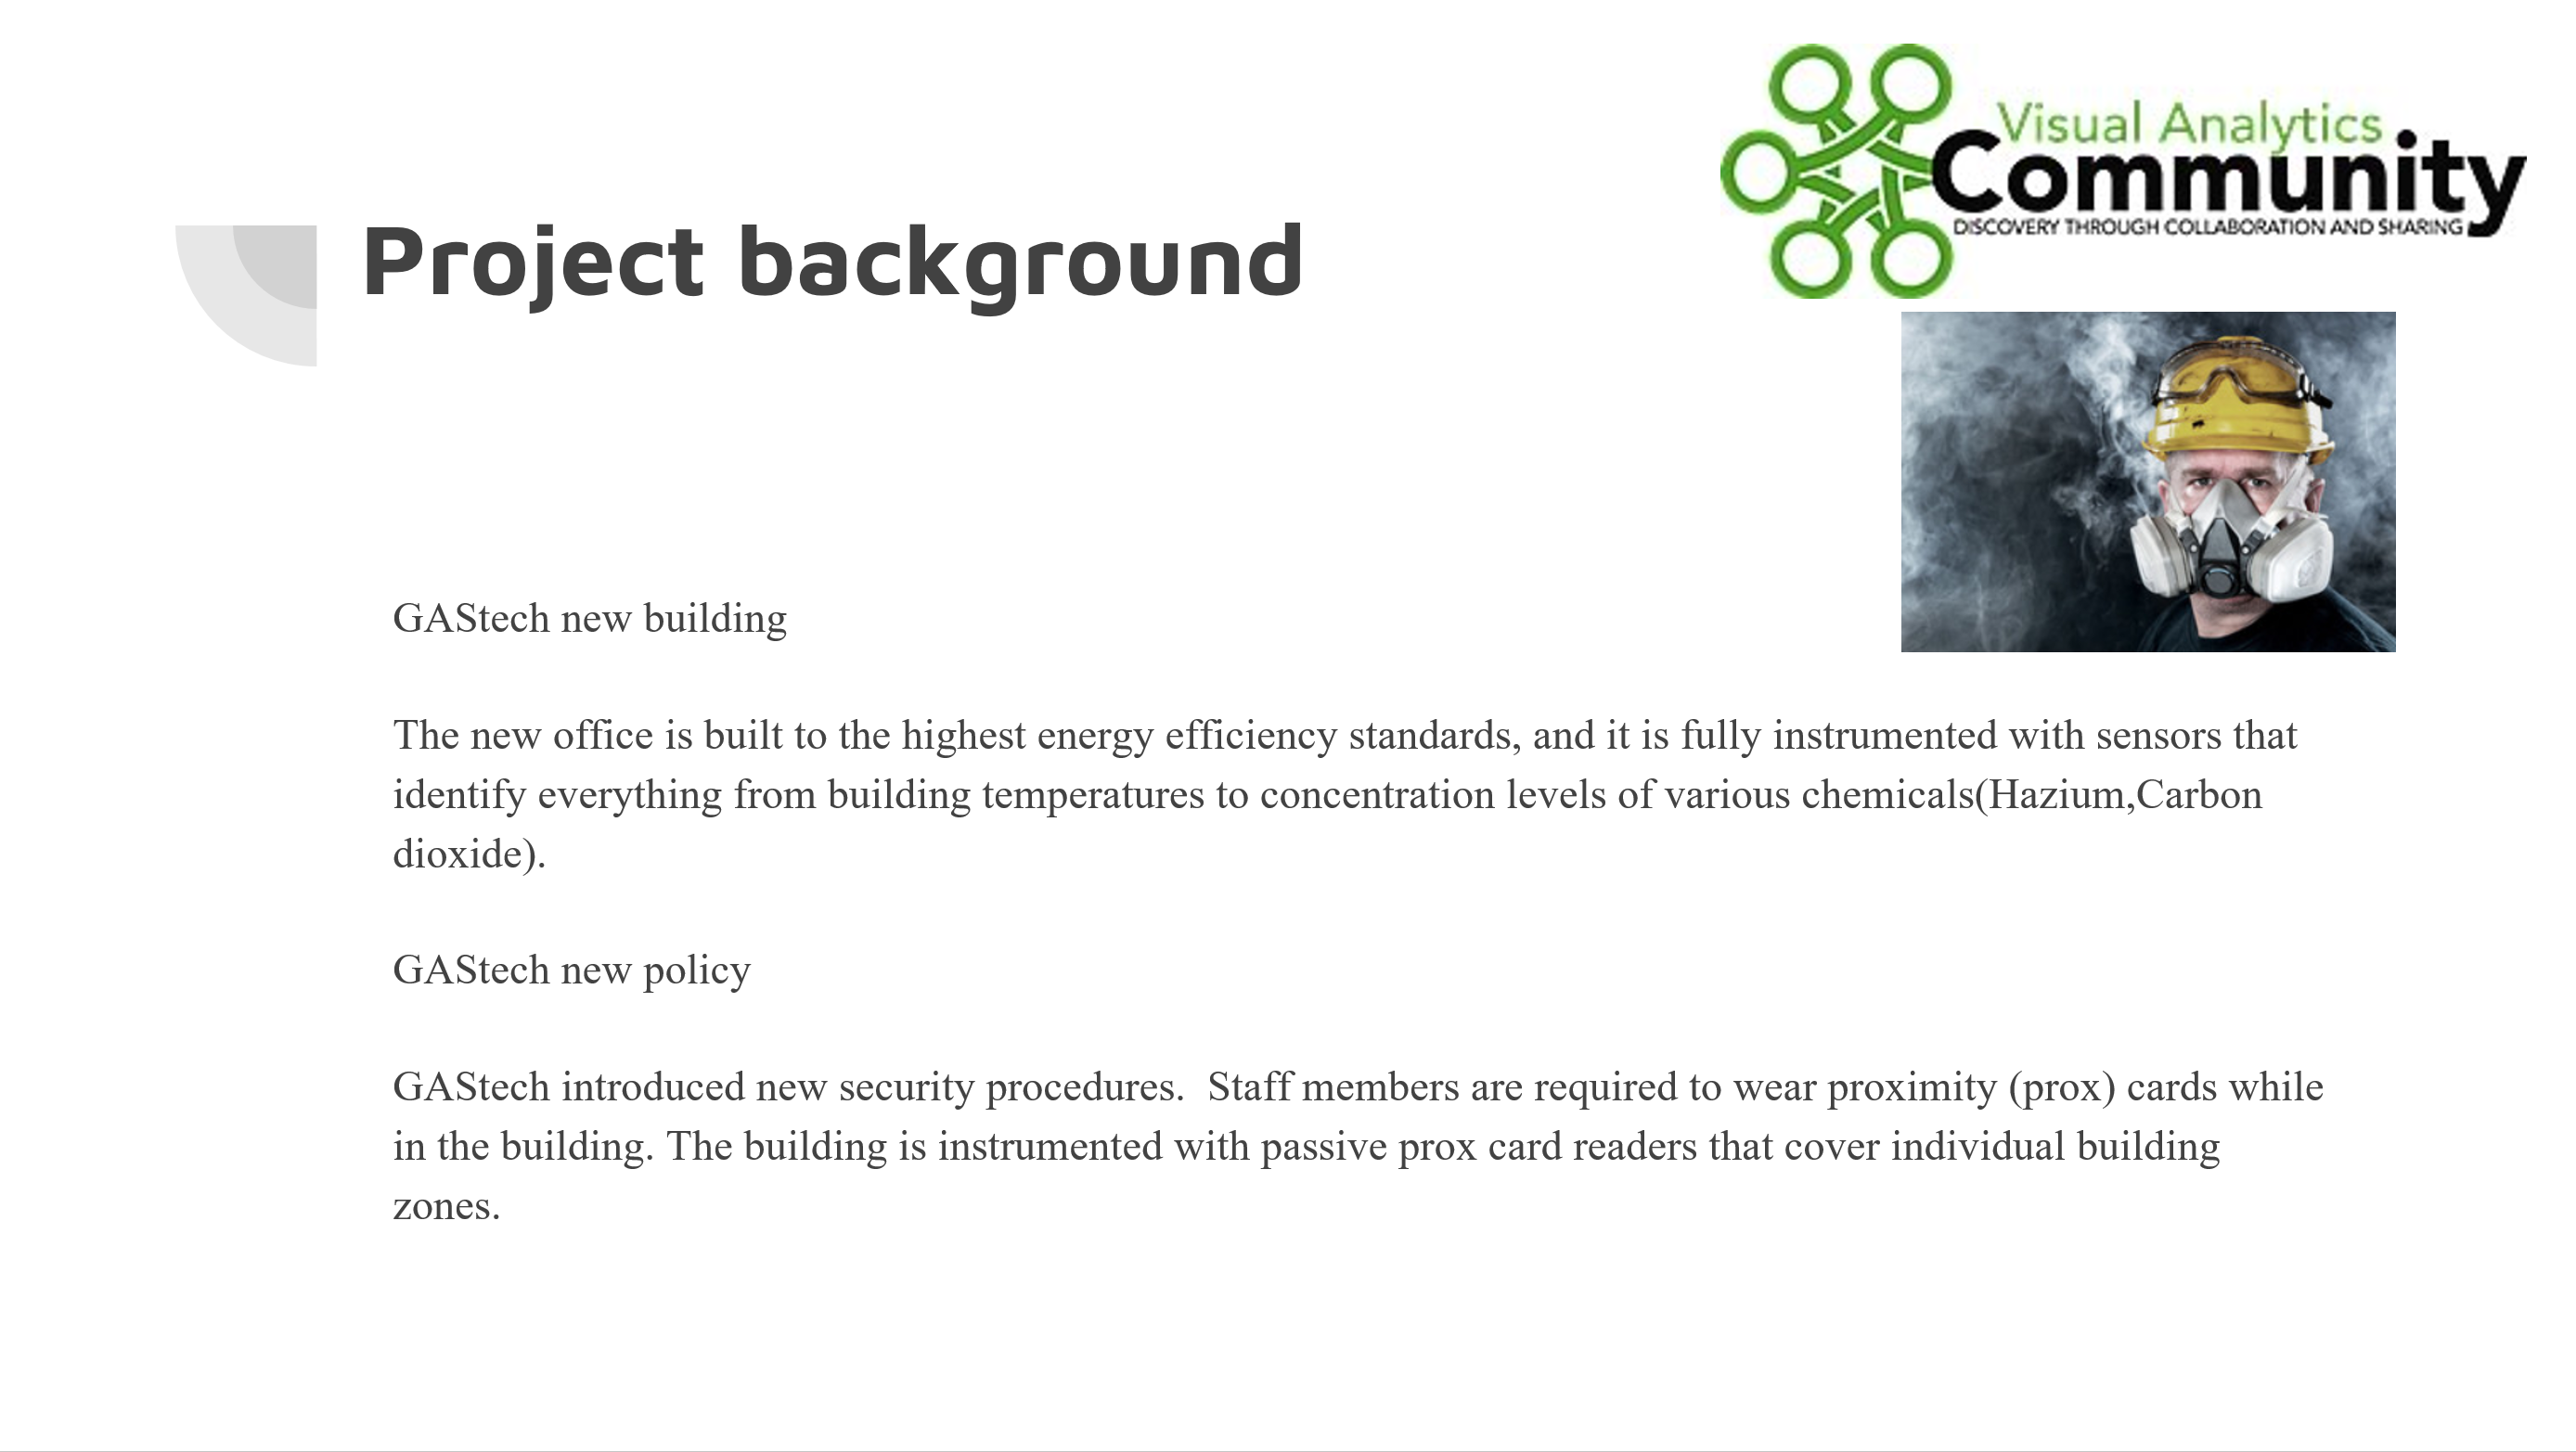 Visual Analytics
Community
DISCOVERY THROUGH COLLABORATION AND SHARING
Project background
GAStech new building
The new office is built to the highest energy efficiency standards, and it is fully instrumented with sensors that
identify everything from building temperatures to concentration levels of various chemicals(Hazium,Carbon
dioxide).
GAStech new policy
GAStech introduced new security procedures.  Staff members are required to wear proximity (prox) cards while
in the building. The building is instrumented with passive prox card readers that cover individual building
zones.